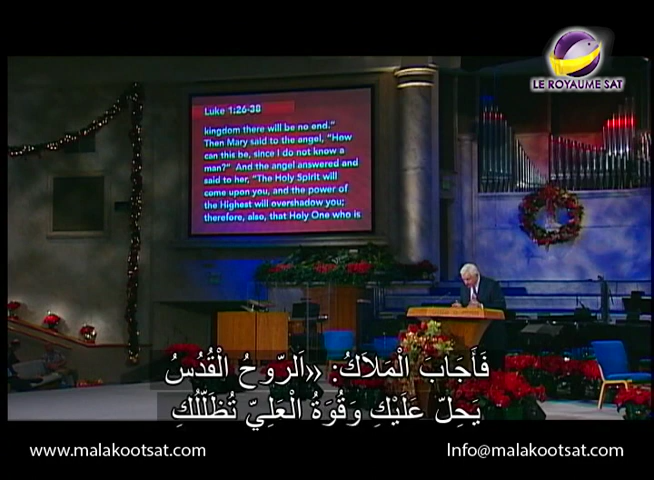 LE ROYAUME SAT
Luke 1:26-38
kingdom there will be no end."
Then Mary said to the angel, "How
can this be, since I do not know a
man?" And the angel answered and
said to her, "The Holy Spirit will
come upon you, and the power of
the Highest will overshadow you;
therefore, also, that Holy One who is
فَأَجَابَ الْمَلاَكُ: «اَلرّوحُ الْقُدُسُ
يَحِلّ عَلَيْكِ وَقُوَةُ الْعَلِيّ تُظَلّلُكِ
www.malakootsat.com
Info@malakootsat.com